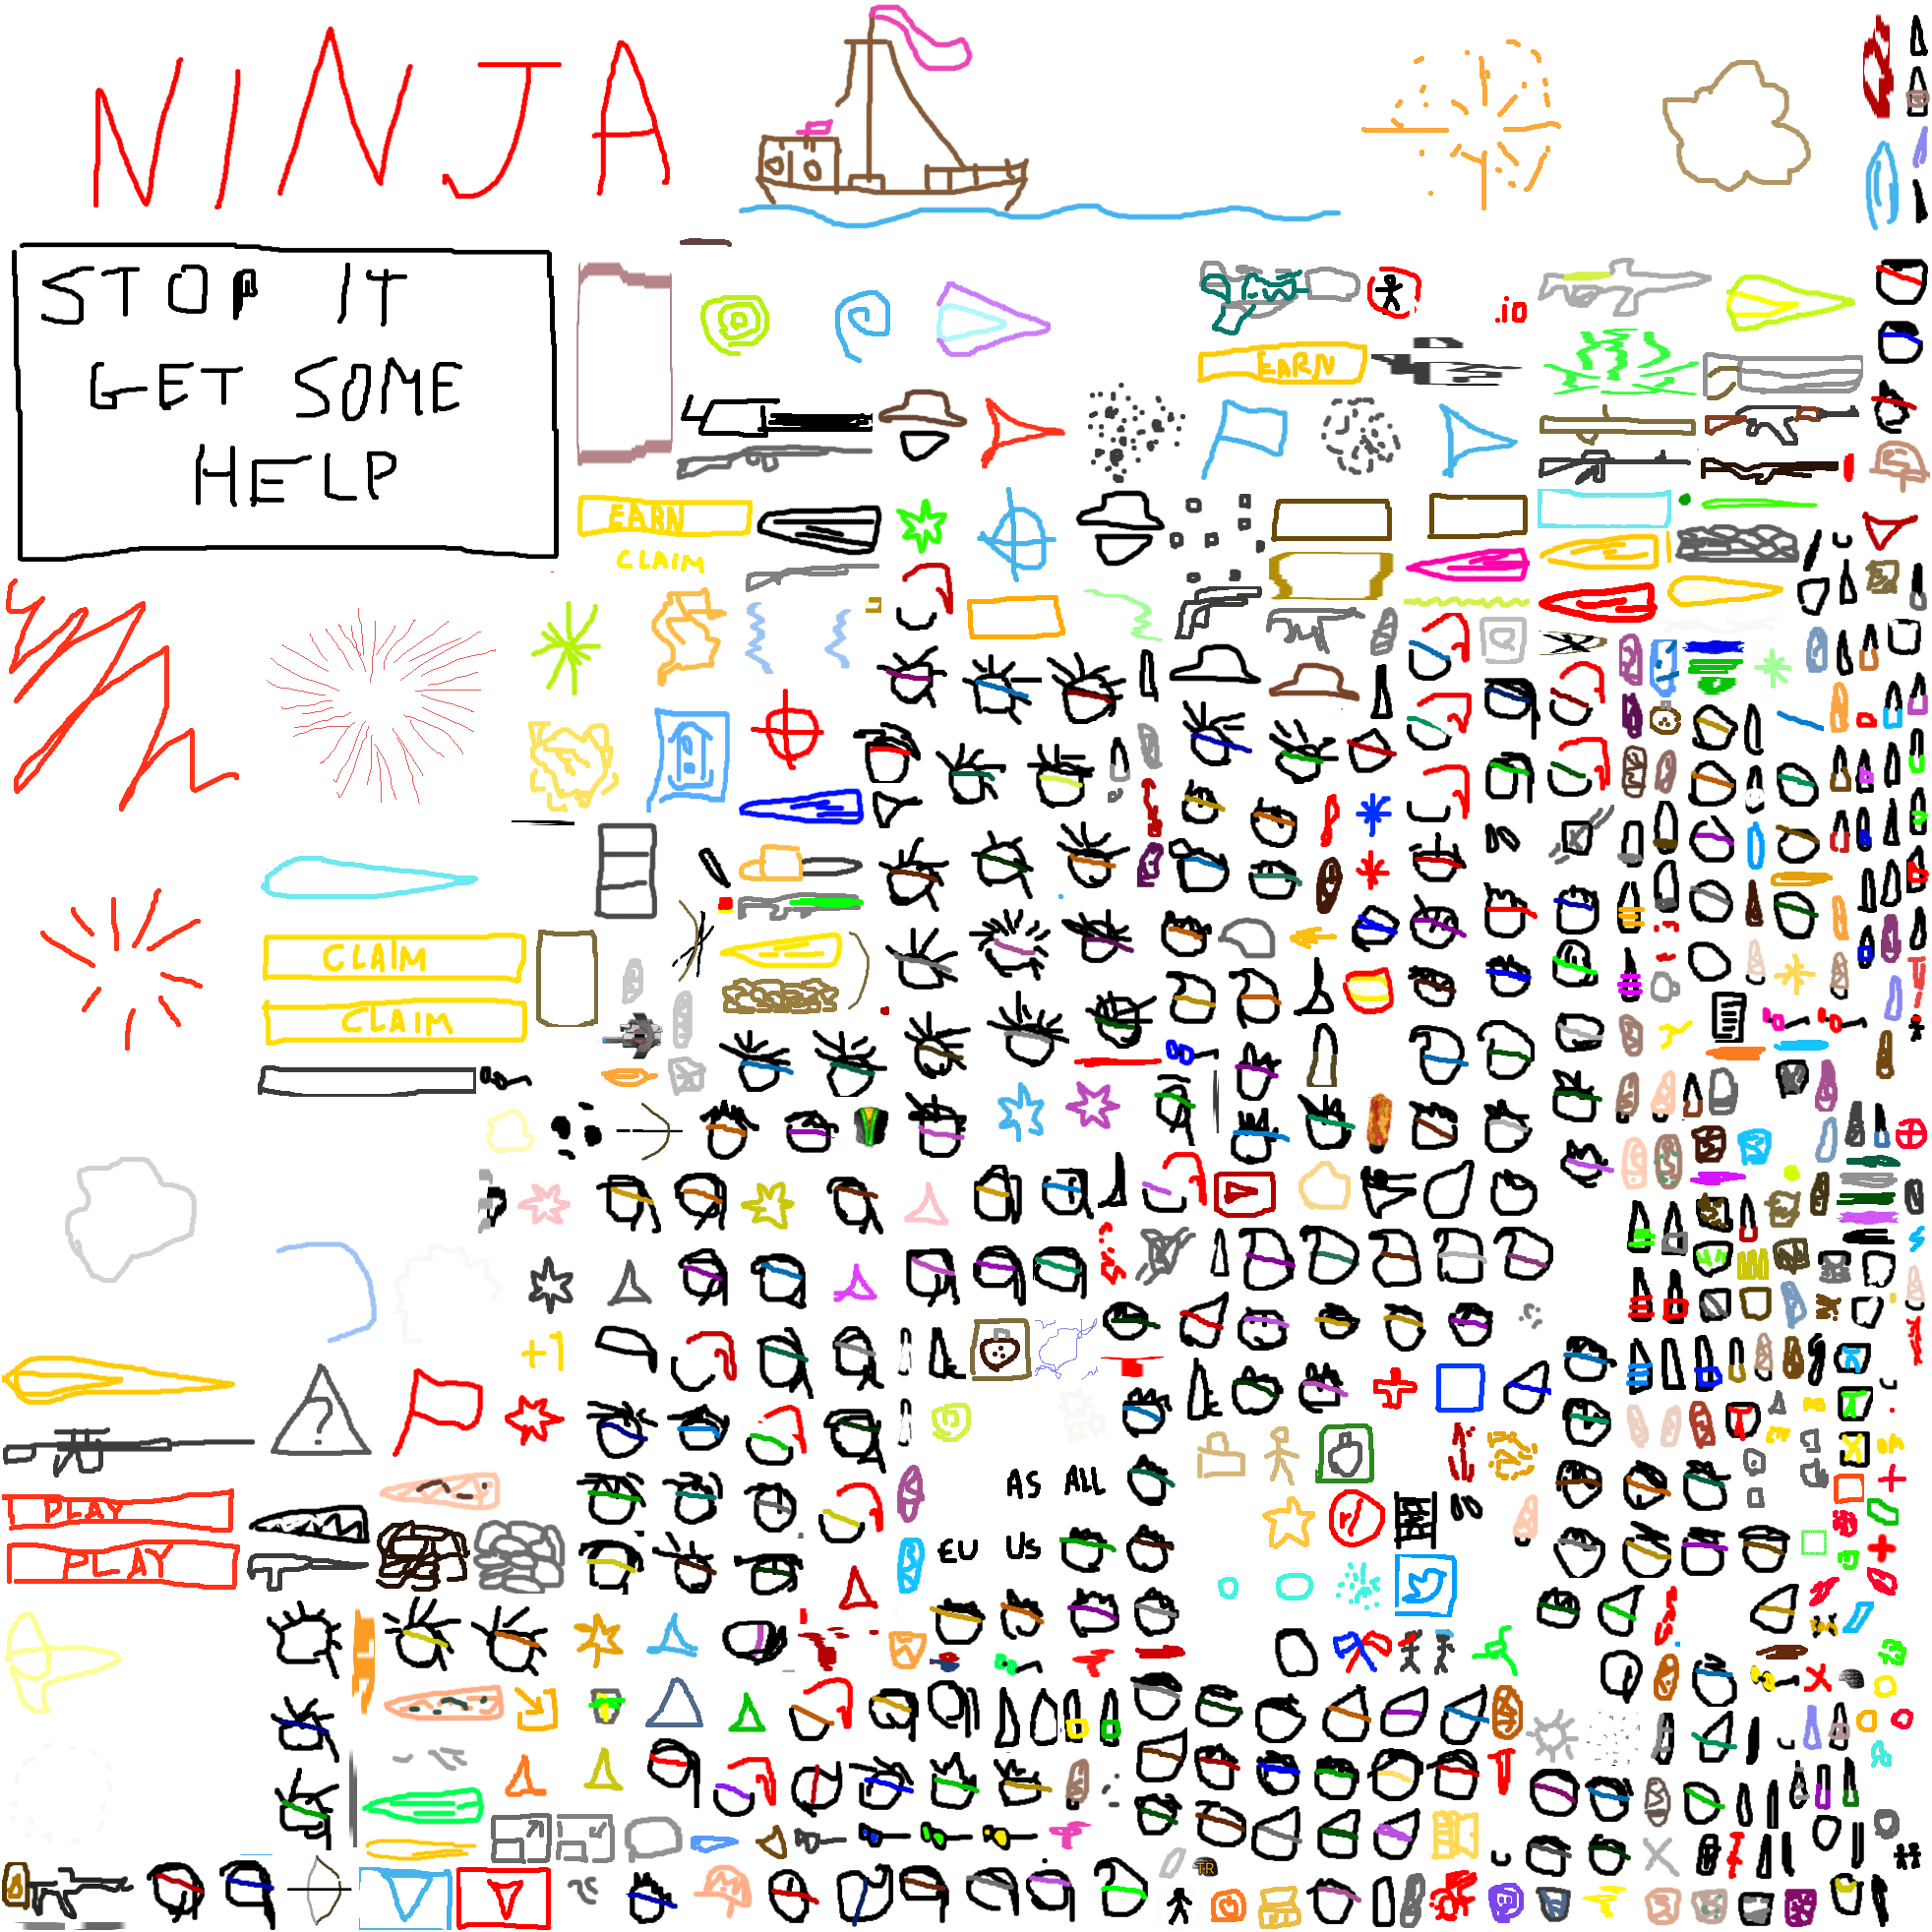 NINJA
STOP IT
GET SOME
HELP
.io
EARN
EARN
CLAIM
CLAIM
CLAIM
+1
?
PLAY
PLAY
AS ALL
EU US
TR